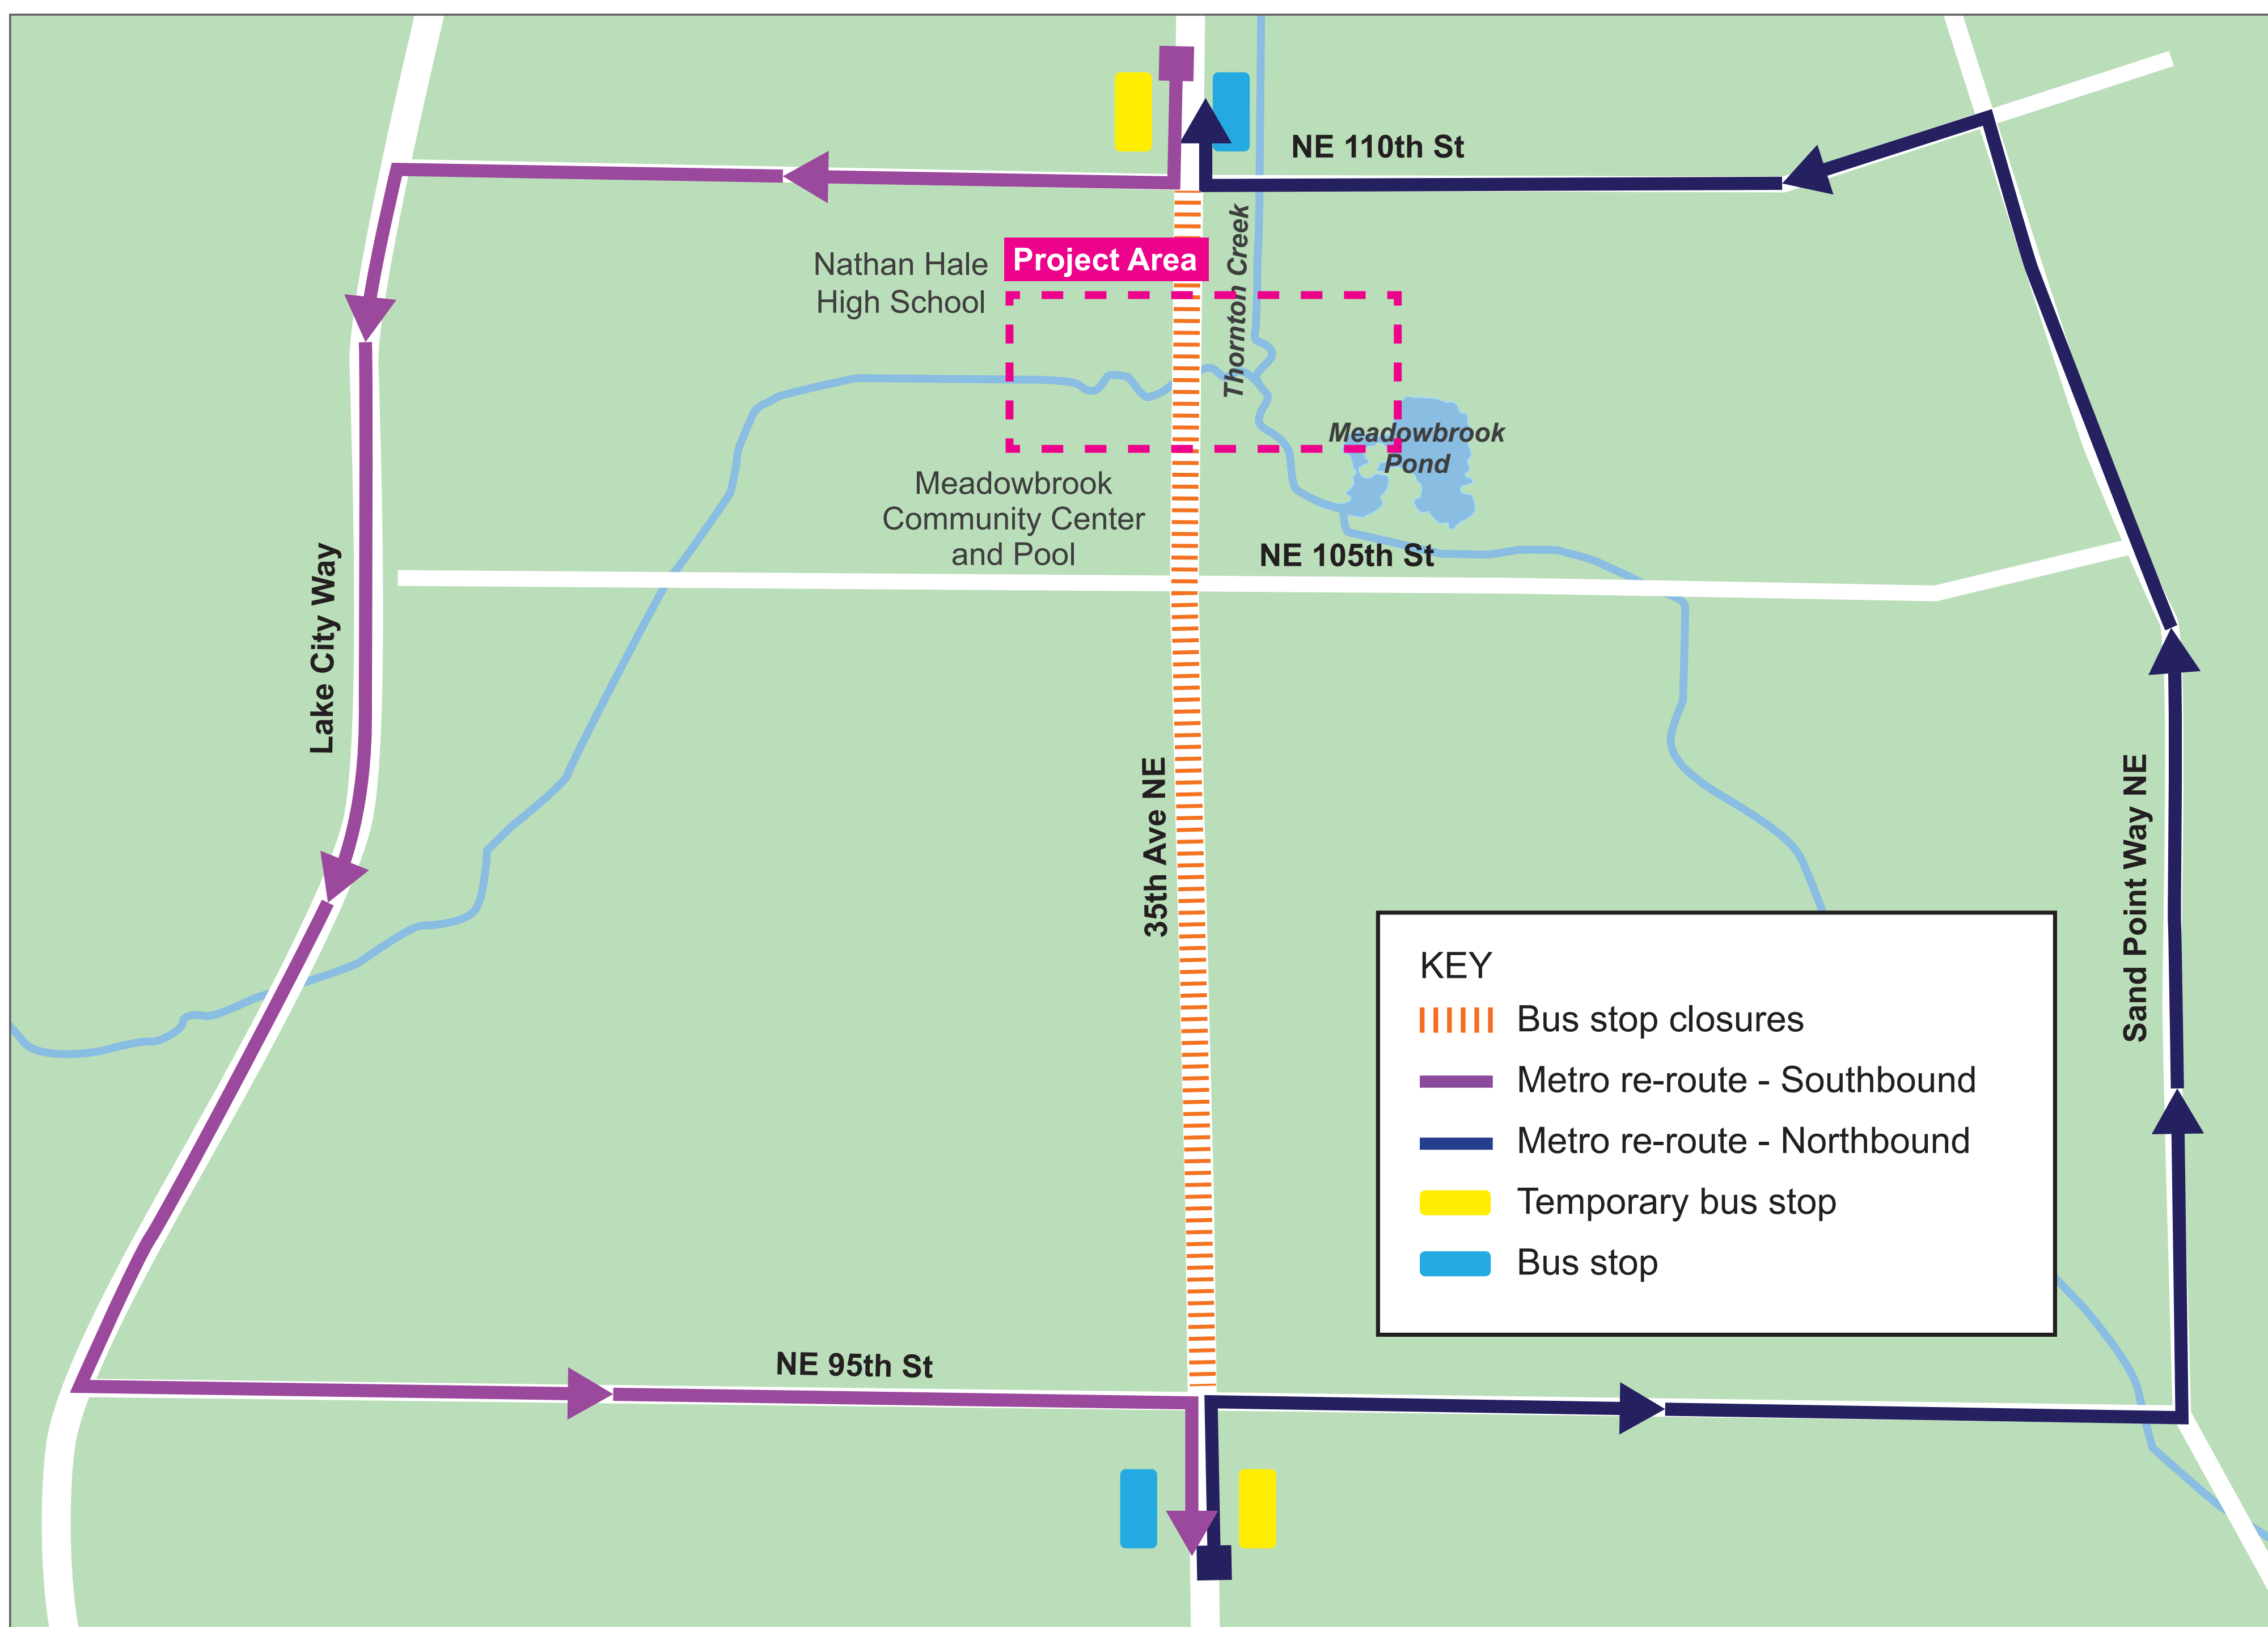 NE 110th St
Thornton Creek
Nathan Hale
High School
Project Area
Meadowbrook
Pond
Meadowbrook
Community Center
and Pool
NE 105th St
Lake City Way
35th Ave NE
Sand Point Way NE
KEY
Bus stop closures
Metro re-route - Southbound
Metro re-route - Northbound
Temporary bus stop
Bus stop
NE 95th St